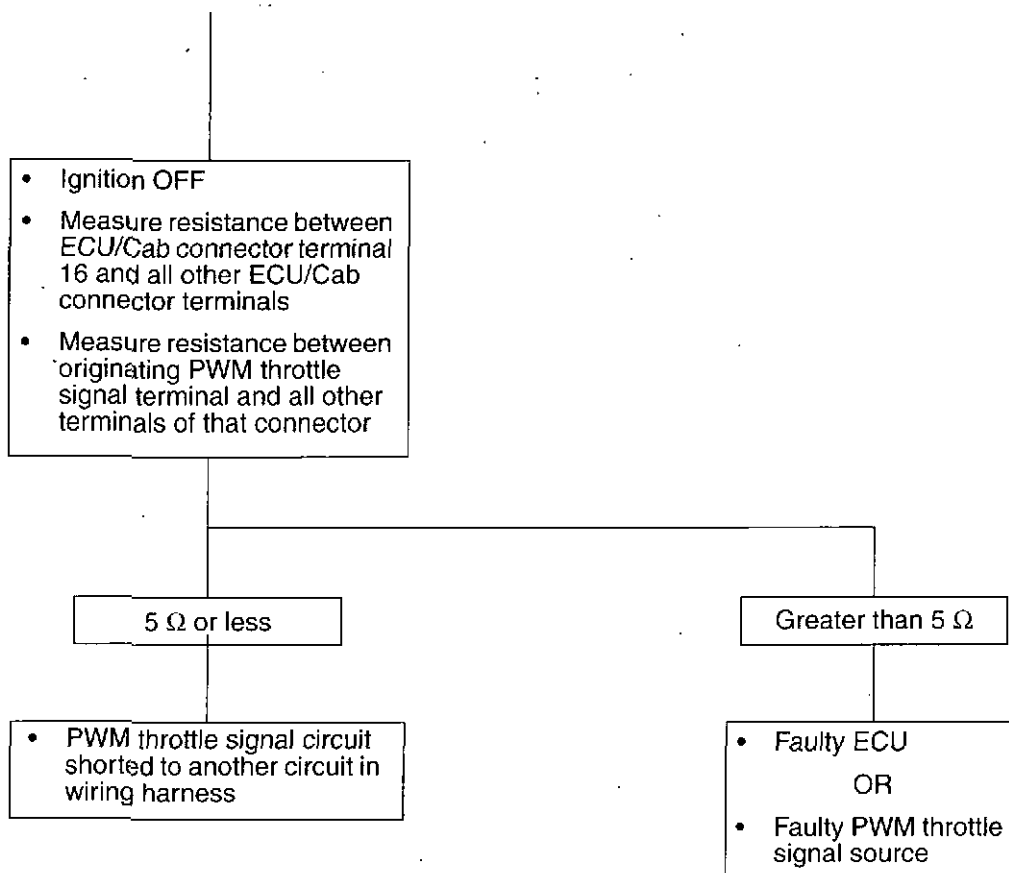 • Ignition OFF
• Measure resistance between
ECU/Cab connector terminal
16 and all other ECU/Cab
connector terminals
• Measure resistance between
originating PWM throttle
signal terminal and all other
terminals of that connector
5 Ω or less
Greater than 5 Ω
• PWM throttle signal circuit
shorted to another circuit in
wiring harness
• Faulty ECU
OR
• Faulty PWM throttle
signal source